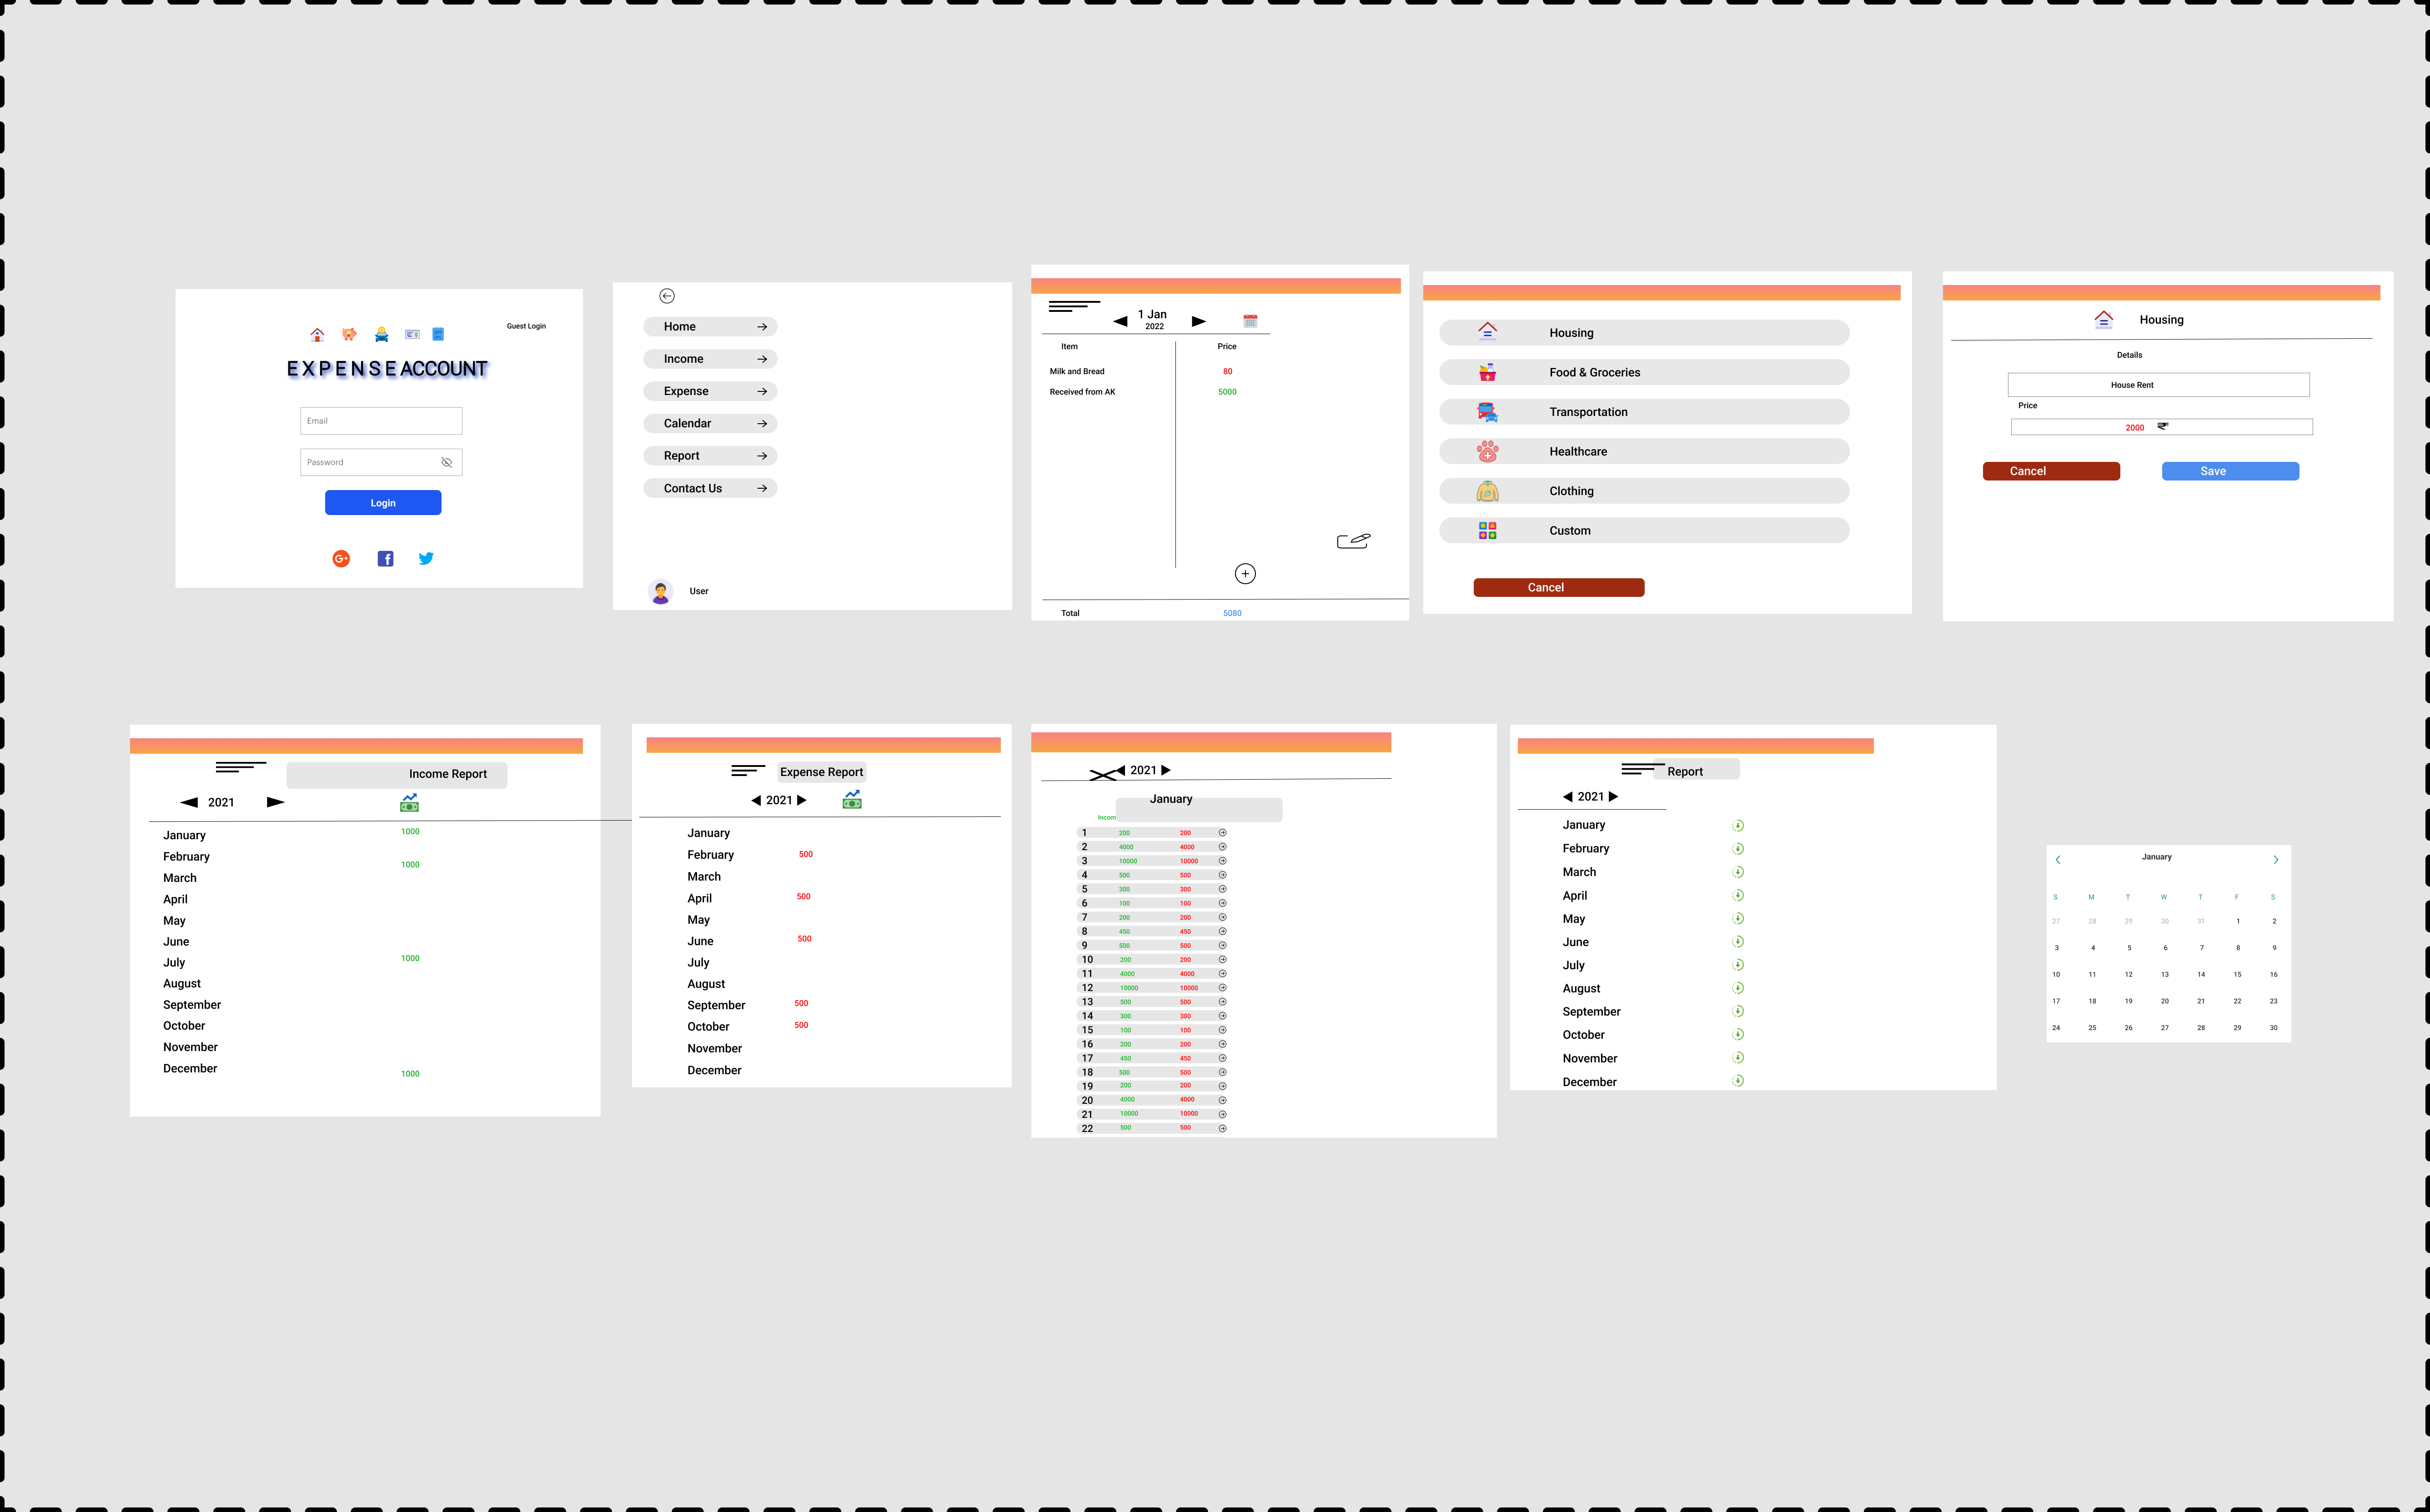 Guest Login
EXPENSE ACCOUNT
Email
Password
Login
Home
Income
Expense
Calendar
Report
Contact Us
User
1 Jan
2022
Item Price
Milk and Bread 80
Received from AK 5000
Total 5080
Housing
Food & Groceries
Transportation
Healthcare
Clothing
Custom
Cancel
Housing
Details
House Rent
Price
2000
Cancel Save
Income Report
2021
January 1000
February 1000
March
April
May
June
July 1000
August
September
October
November
December 1000
Expense Report
2021
January
February 500
March
April 500
May
June 500
July
August
September 500
October 500
November
December
2021
January
Incom
1 200 200
2 4000 4000
3 10000 10000
4 500 500
5 300 300
6 100 100
7 200 200
8 450 450
9 500 500
10 200 200
11 4000 4000
12 10000 10000
13 500 500
14 300 300
15 100 100
16 200 200
17 450 450
18 500 500
19 200 200
20 4000 4000
21 10000 10000
22 500 500
Report
2021
January
February
March
April
May
June
July
August
September
October
November
December
January
S M T W T F S
27 28 29 30 31 1 2
3 4 5 6 7 8 9
10 11 12 13 14 15 16
17 18 19 20 21 22 23
24 25 26 27 28 29 30